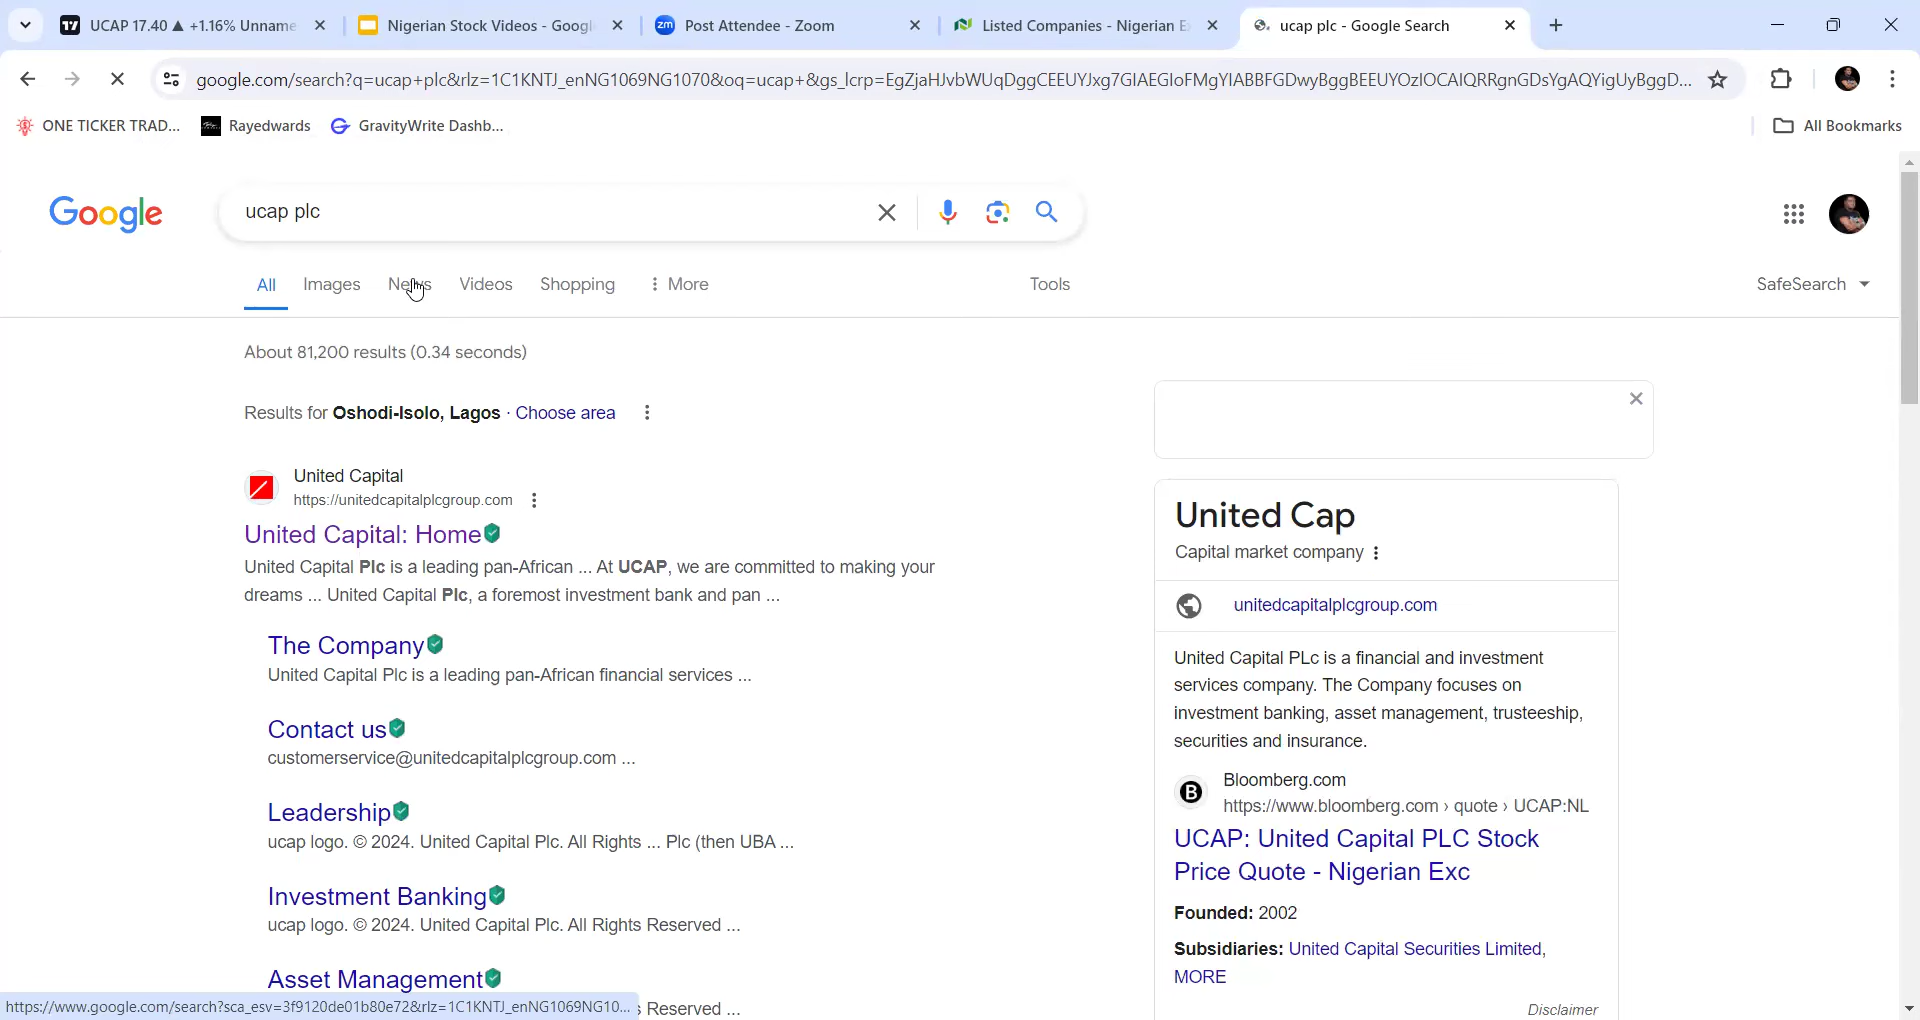 UCAP 17.40 ▲ +1.16% Unname
Nigerian Stock Videos - Googl
Post Attendee - Zoom
Listed Companies - Nigerian E
ucap plc - Google Search
google.com/search?q=ucap+plc&rlz=1C1KNTJ_enNG1069NG1070&oq=ucap+&gs_lcrp=EgZjaHJvbWUqDggCEEUYJxg7GIAEGIoFMgYIABBFGDwyBggBEEUYOzIOCAIQRRgnGDsYgAQYigUyBggD...
ONE TICKER TRAD...
Rayedwards
GravityWrite Dashb...
All Bookmarks
Google
ucap plc
All
Images
News
Videos
Shopping
More
Tools
SafeSearch
About 81,200 results (0.34 seconds)
Results for Oshodi-Isolo, Lagos · Choose area
United Capital
https://unitedcapitalplcgroup.com
United Capital: Home
United Capital Plc is a leading pan-African ... At UCAP, we are committed to making your
dreams ... United Capital Plc, a foremost investment bank and pan ...
The Company
United Capital Plc is a leading pan-African financial services ...
Contact us
customerservice@unitedcapitalplcgroup.com ...
Leadership
ucap logo. © 2024. United Capital Plc. All Rights ... Plc (then UBA ...
Investment Banking
ucap logo. © 2024. United Capital Plc. All Rights Reserved ...
Asset Management
Reserved ...
https://www.google.com/search?sca_esv=3f9120de01b80e72&rlz=1C1KNTJ_enNG1069NG10...
United Cap
Capital market company
unitedcapitalplcgroup.com
United Capital PLc is a financial and investment
services company. The Company focuses on
investment banking, asset management, trusteeship,
securities and insurance.
Bloomberg.com
https://www.bloomberg.com › quote › UCAP:NL
UCAP: United Capital PLC Stock
Price Quote - Nigerian Exc
Founded: 2002
Subsidiaries: United Capital Securities Limited,
MORE
Disclaimer